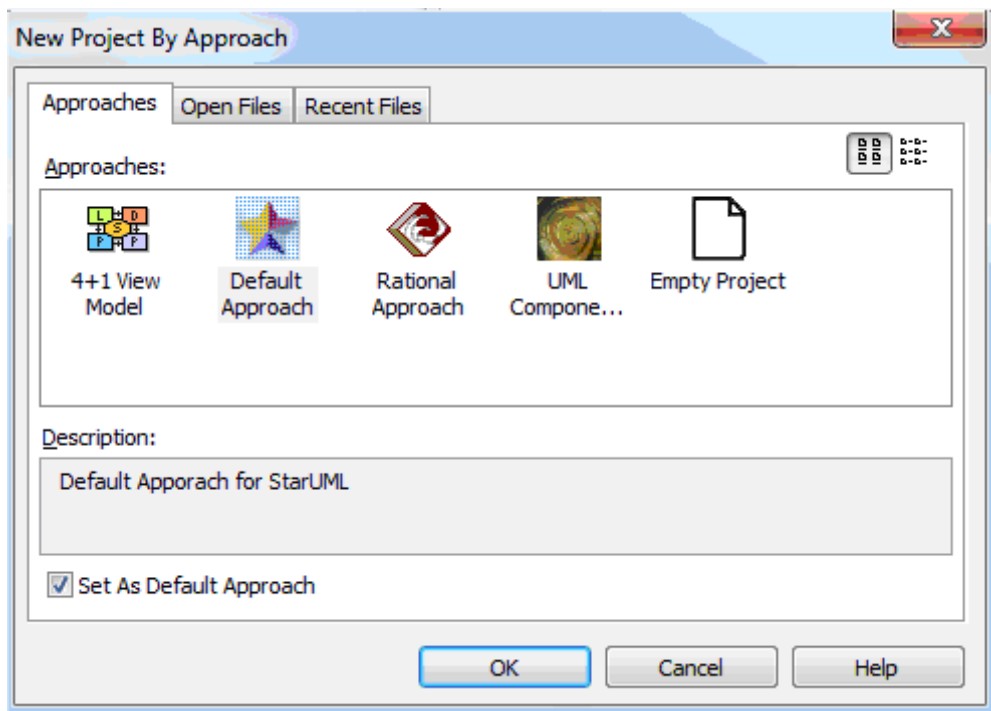 New Project By Approach
Approaches Open Files Recent Files
Approaches:
4+1 View Model
Default Approach
Rational Approach
UML Compone...
Empty Project
Description:
Default Apporach for StarUML
Set As Default Approach
OK Cancel Help